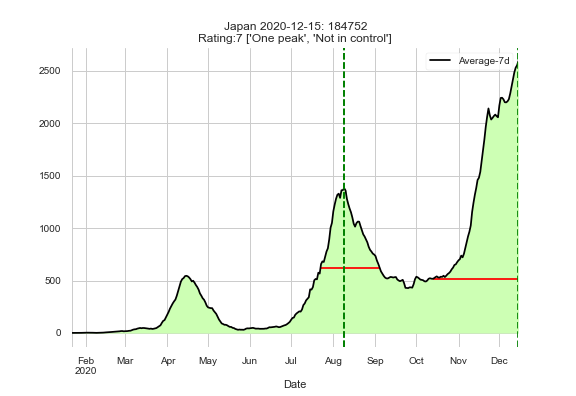 Japan 2020-12-15: 184752
Rating:7 ['One peak', 'Not in control']
Average-7d
2500
2000
1500
1000
500
0
Feb Mar Apr May Jun Jul Aug Sep Oct Nov Dec
2020
Date